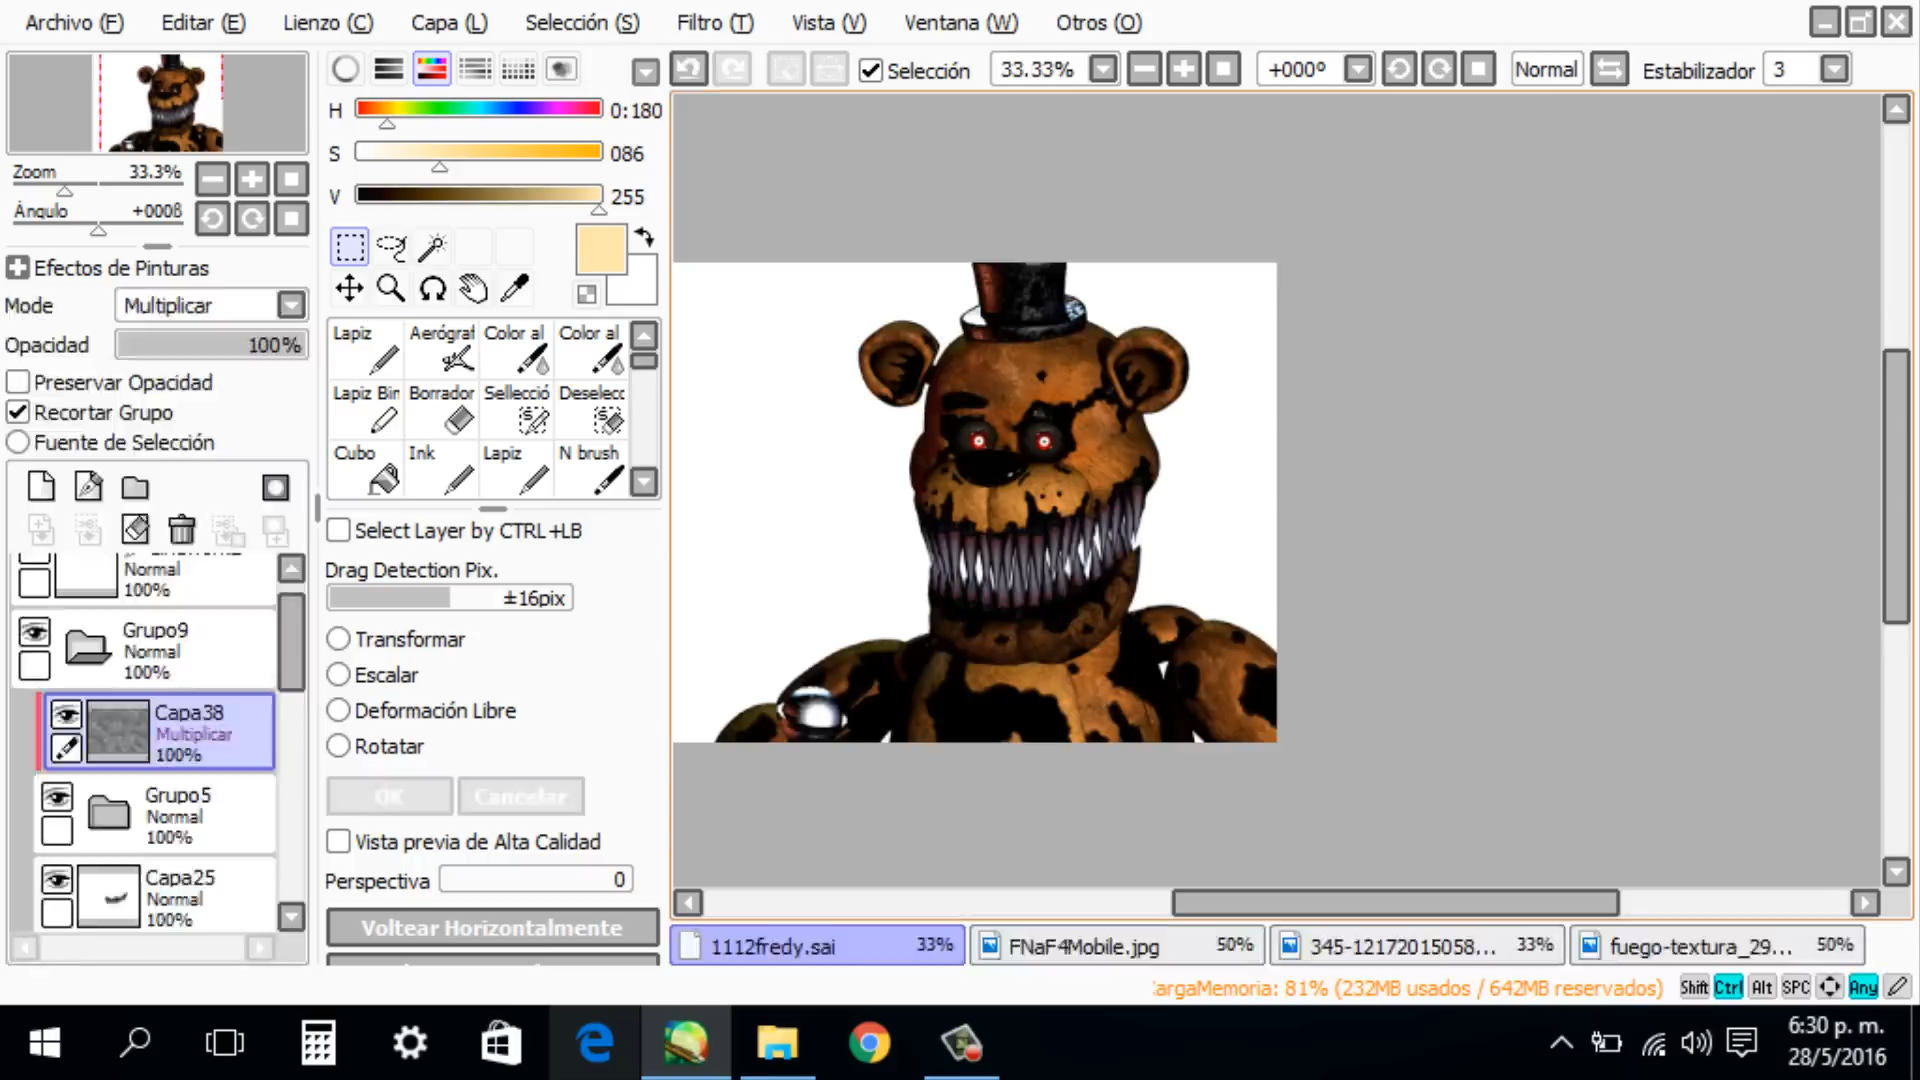 Archivo (F) Editar (E) Lienzo (C) Capa (L) Selección (S) Filtro (T) Vista (V) Ventana (W) Otros (O)
Selección 33.33% +000º Normal Estabilizador 3
H 0:180
S 086
V 255
Zoom 33.3%
Ángulo +000ß
Efectos de Pinturas
Mode Multiplicar
Opacidad 100%
Preservar Opacidad
Recortar Grupo
Fuente de Selección
Normal
100%
Grupo9
Normal
100%
Capa38
Multiplicar
100%
Grupo5
Normal
100%
Capa25
Normal
100%
Lapiz Aerógraf Color al Color al
Lapiz Bin Borrador Sellecció Deselecc
Cubo Ink Lapiz N brush
Select Layer by CTRL+LB
Drag Detection Pix.
±16pix
Transformar
Escalar
Deformación Libre
Rotatar
OK Cancelar
Vista previa de Alta Calidad
Perspectiva 0
Voltear Horizontalmente
1112fredy.sai 33% FNaF4Mobile.jpg 50% 345-12172015058... 33% fuego-textura_29... 50%
argaMemoria: 81% (232MB usados / 642MB reservados) Shift Ctrl Alt SPC Any
6:30 p. m.
28/5/2016